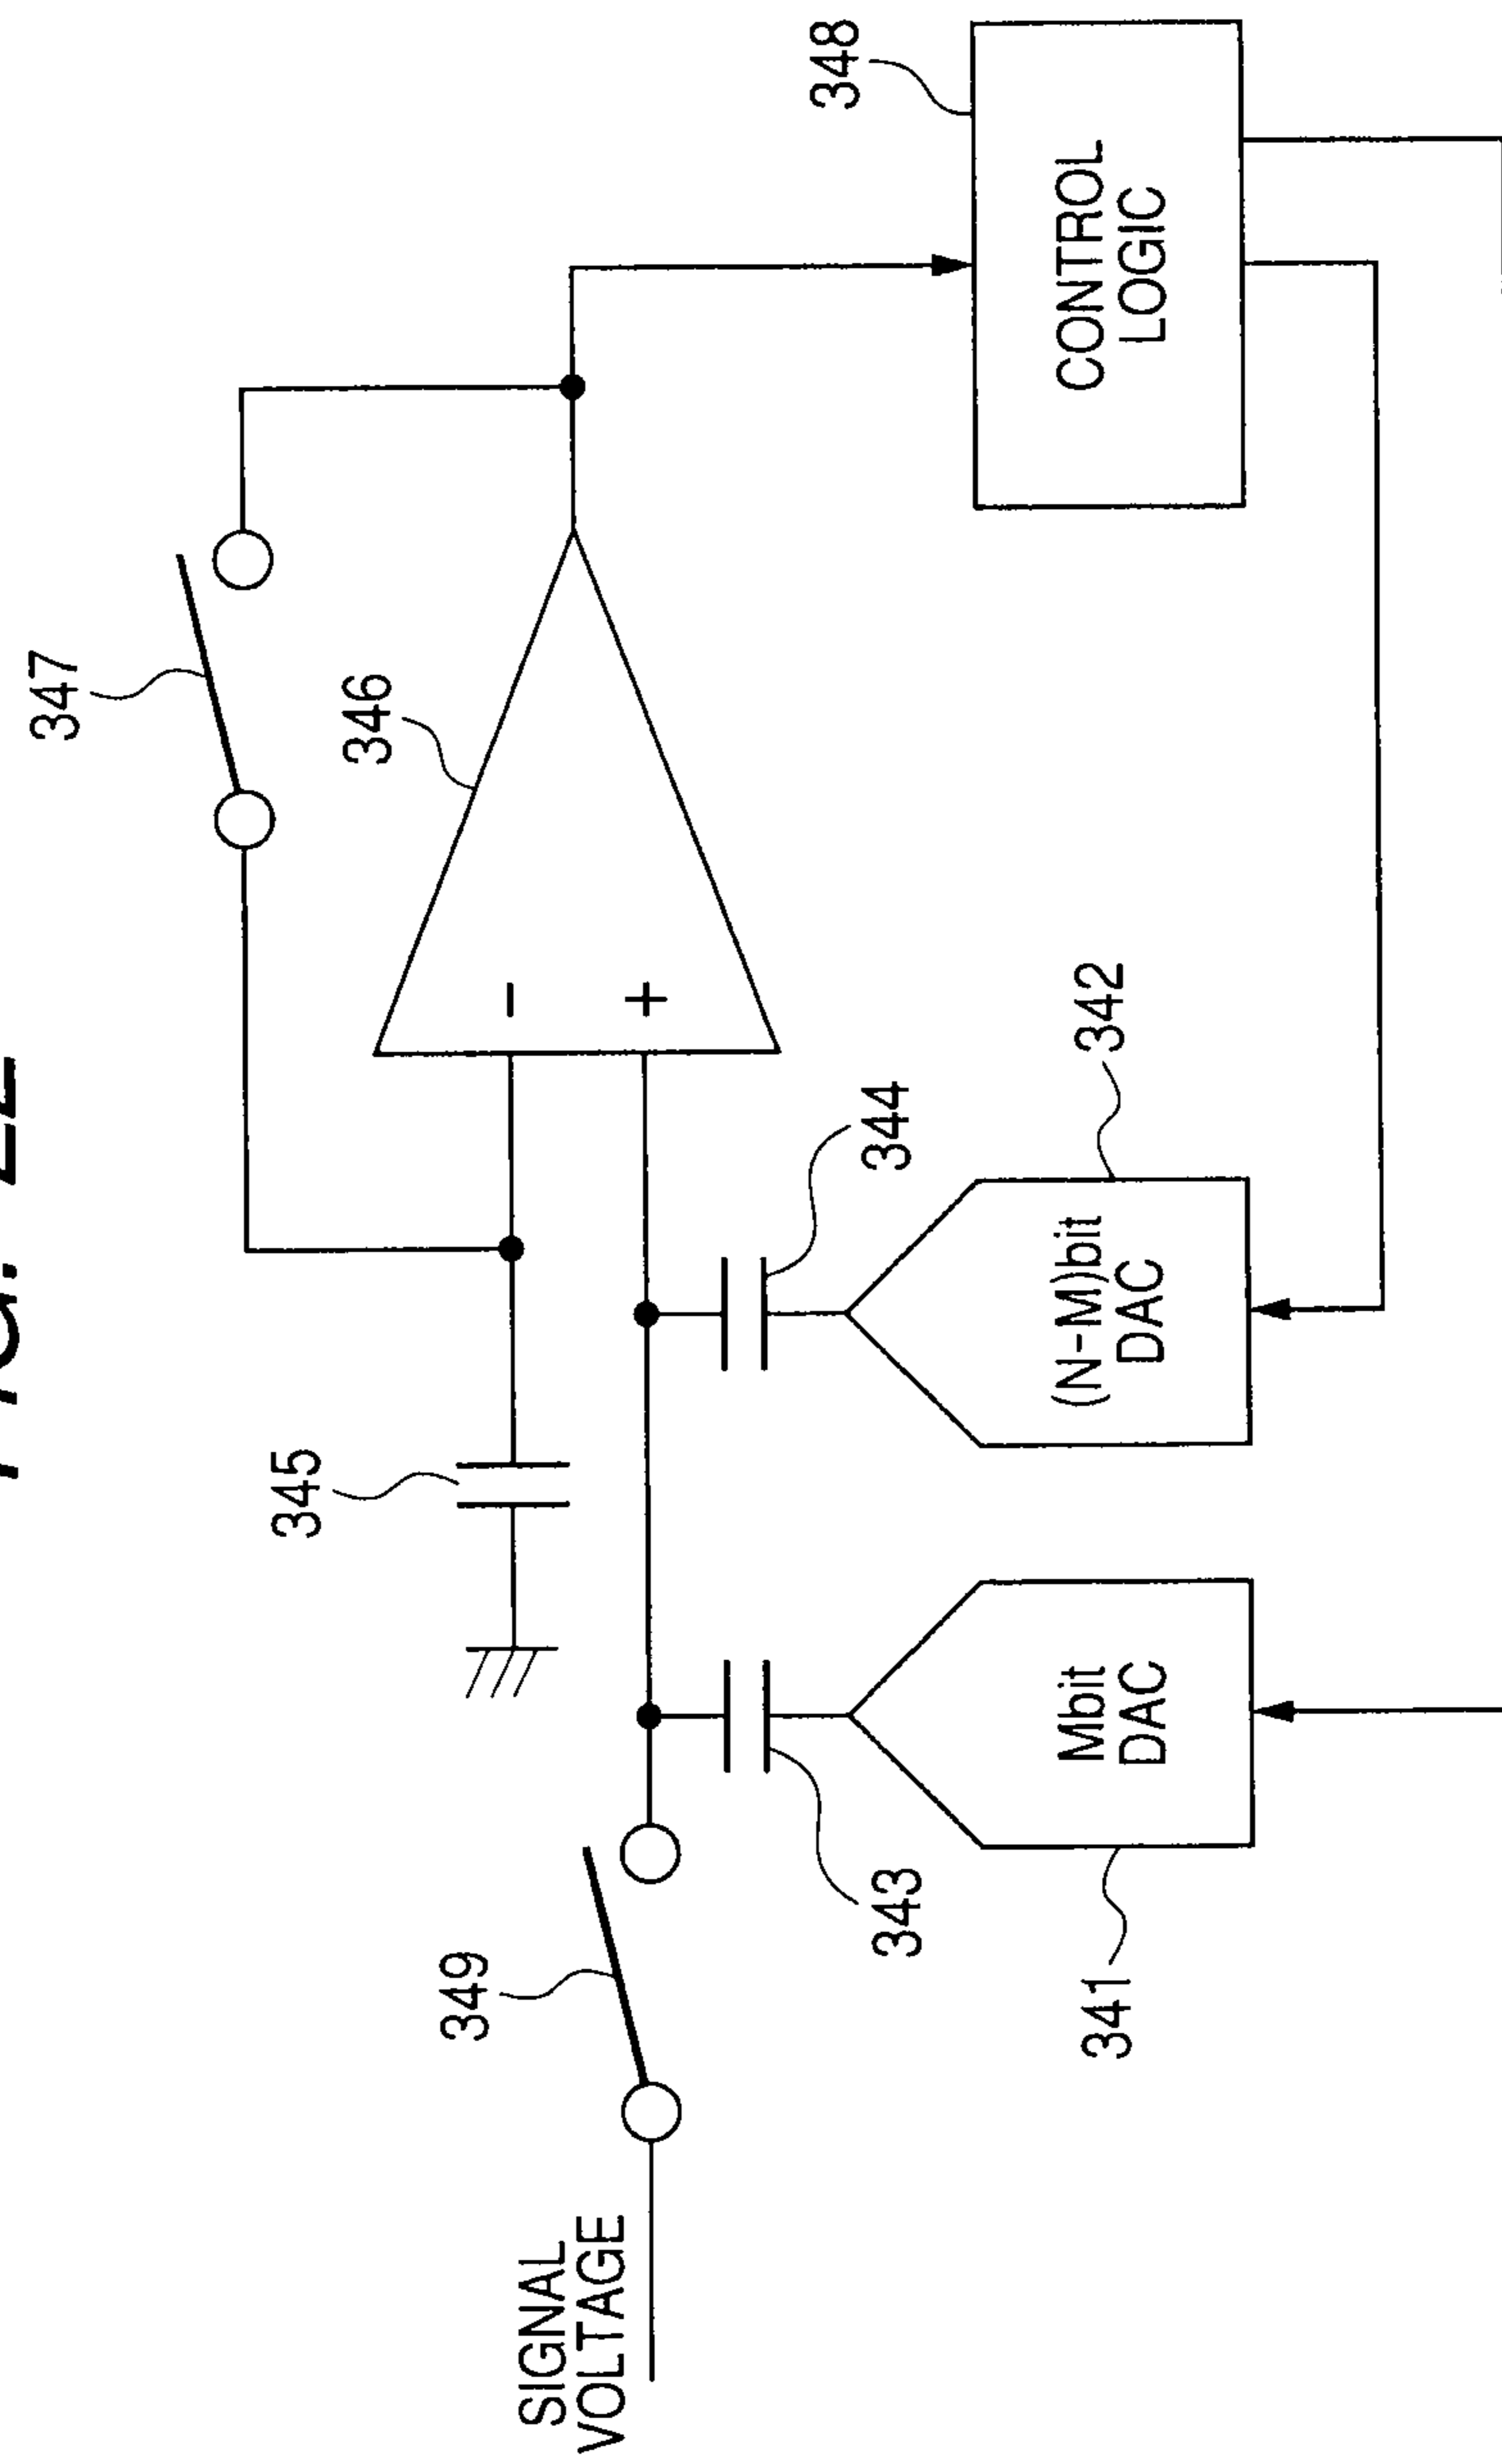 347
346
348
345
349
SIGNAL
VOLTAGE
344
343
342
341
Mbit
DAC
(N-M)bit
DAC
CONTROL
LOGIC